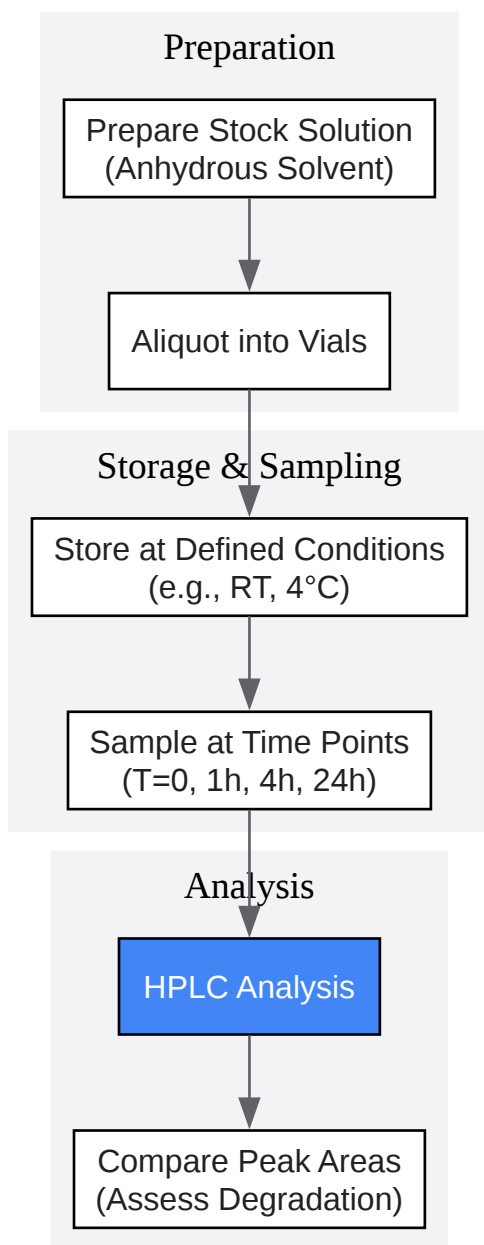 Preparation
Prepare Stock Solution
(Anhydrous Solvent)
Aliquot into Vials
Storage & Sampling
Store at Defined Conditions
(e.g., RT, 4°C)
Sample at Time Points
(T=0, 1h, 4h, 24h)
Analysis
HPLC Analysis
Compare Peak Areas
(Assess Degradation)